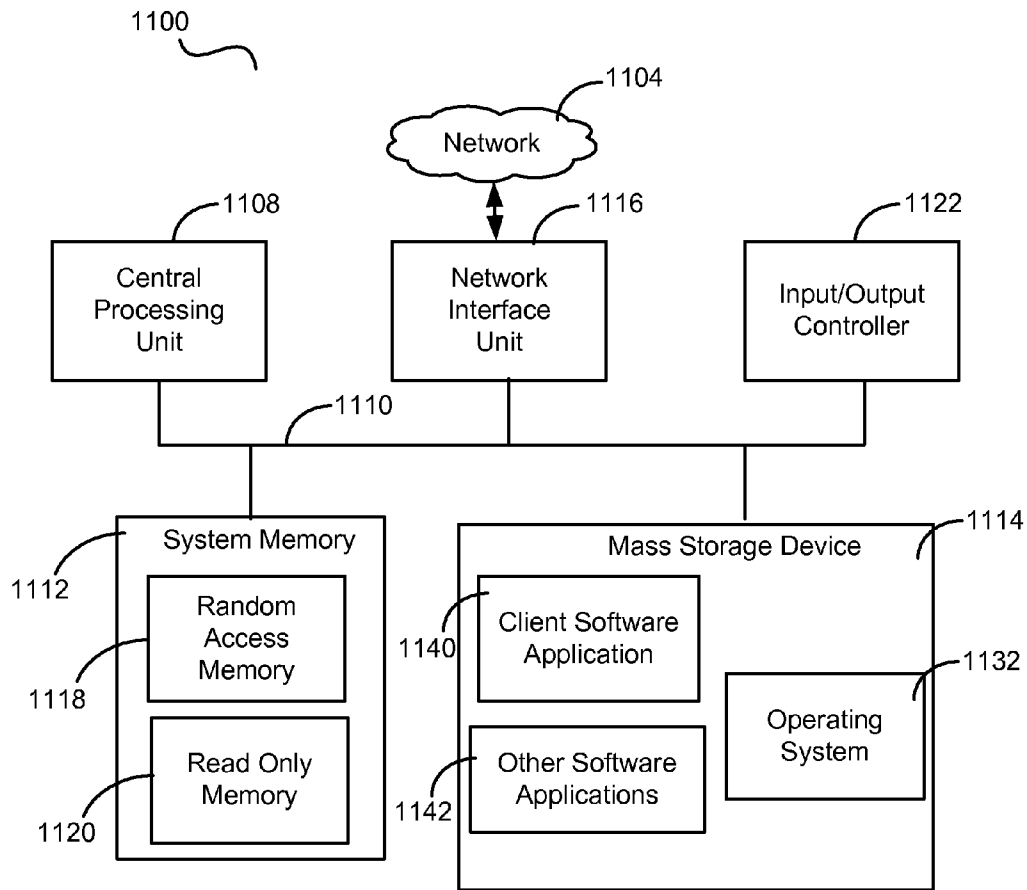 1100
1104
Network
1108
1116
1122
Central
Processing
Unit
Network
Interface
Unit
Input/Output
Controller
1110
1114
System Memory
Mass Storage Device
1112
Random
Access
Memory
1118
Client Software
Application
1140
1132
Operating
System
Read Only
Memory
1120
Other Software
Applications
1142